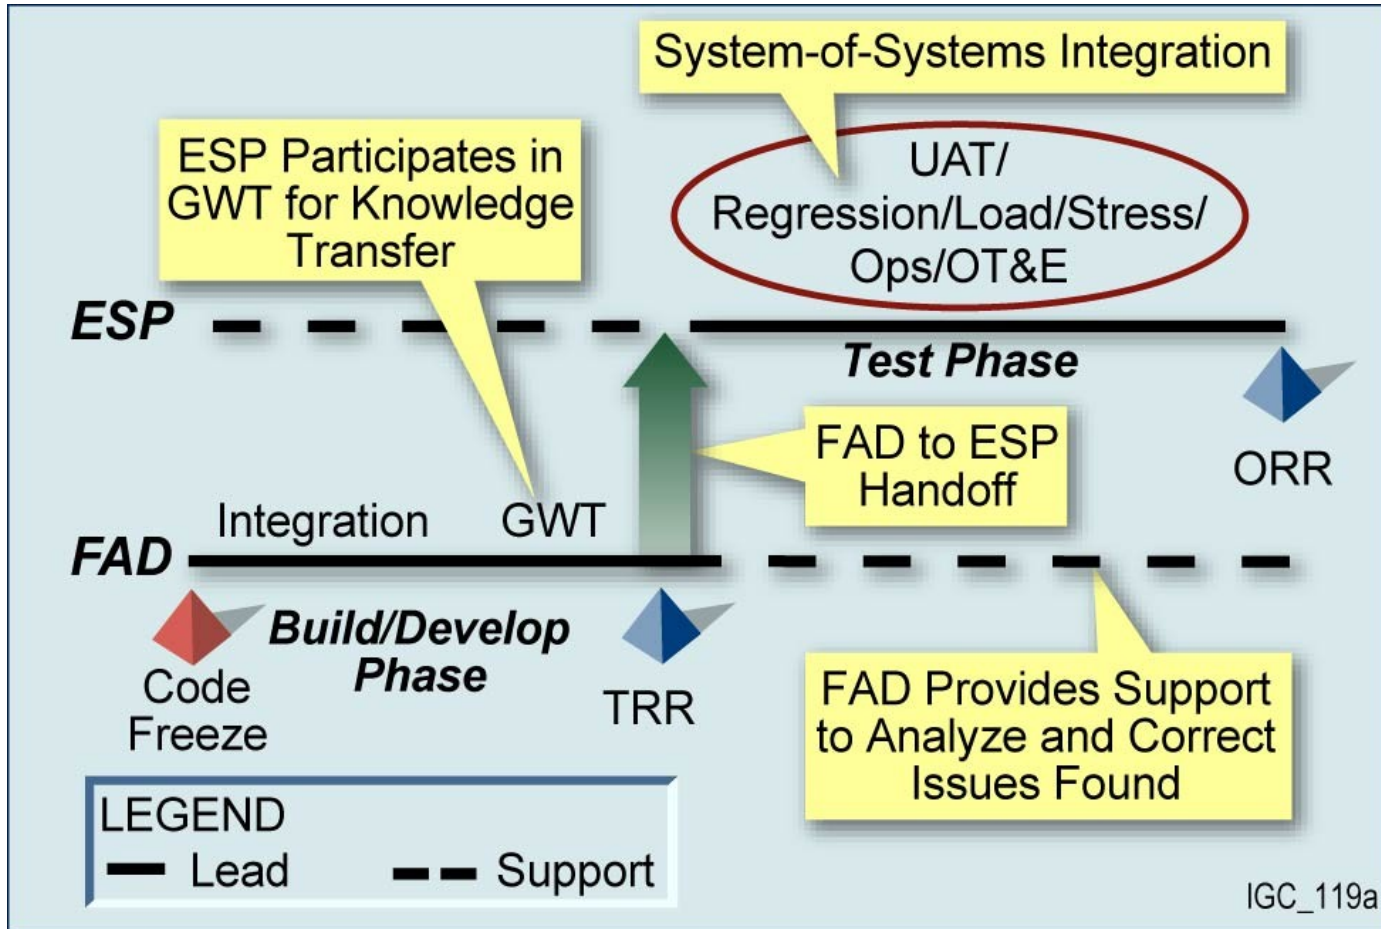 System-of-Systems Integration
ESP Participates in
GWT for Knowledge
Transfer
UAT/
Regression/Load/Stress/
Ops/OT&E
ESP
Test Phase
FAD to ESP
Handoff
ORR
Integration
GWT
FAD
Build/Develop
Phase
Code
Freeze
TRR
FAD Provides Support
to Analyze and Correct
Issues Found
LEGEND
Lead
Support
IGC_119a